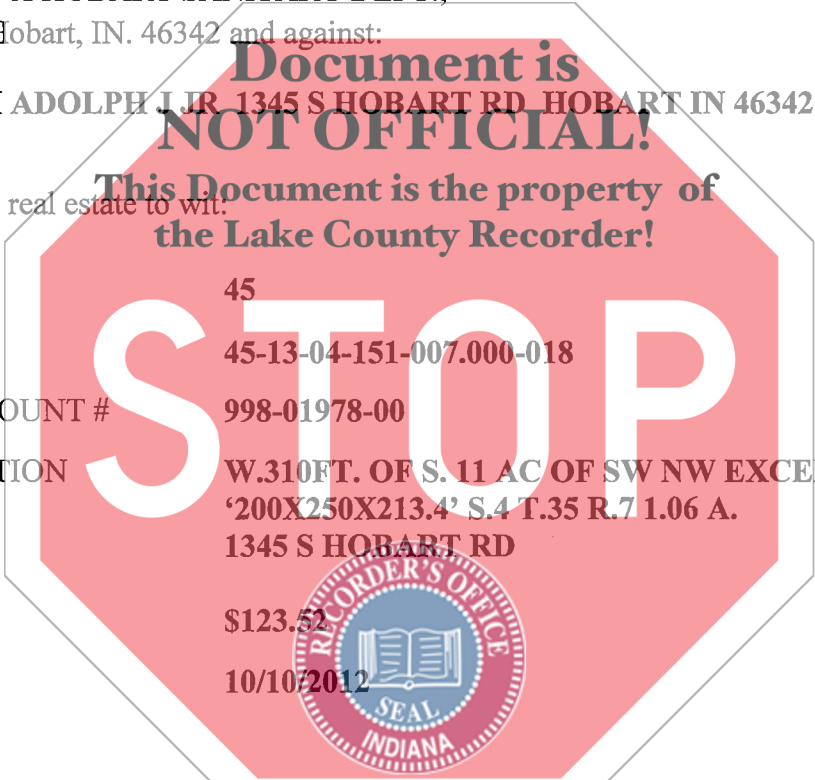 Hobart, IN. 46342 and against:
Document is
ADOLPH J JR 1345 S HOBART RD HOBART IN 46342
NOT OFFICIAL!
This Document is the property of
real estate to wit:
the Lake County Recorder!
45
STOP
45-13-04-151-007.000-018
OUNT # 998-01978-00
TION W.310FT. OF S. 11 AC OF SW NW EXCE
‘200X250X213.4’ S.4 T.35 R.7 1.06 A.
1345 S HOBART RD
RECORDER'S OFFICE
$123.52
10/10/2012
SEAL
INDIANA